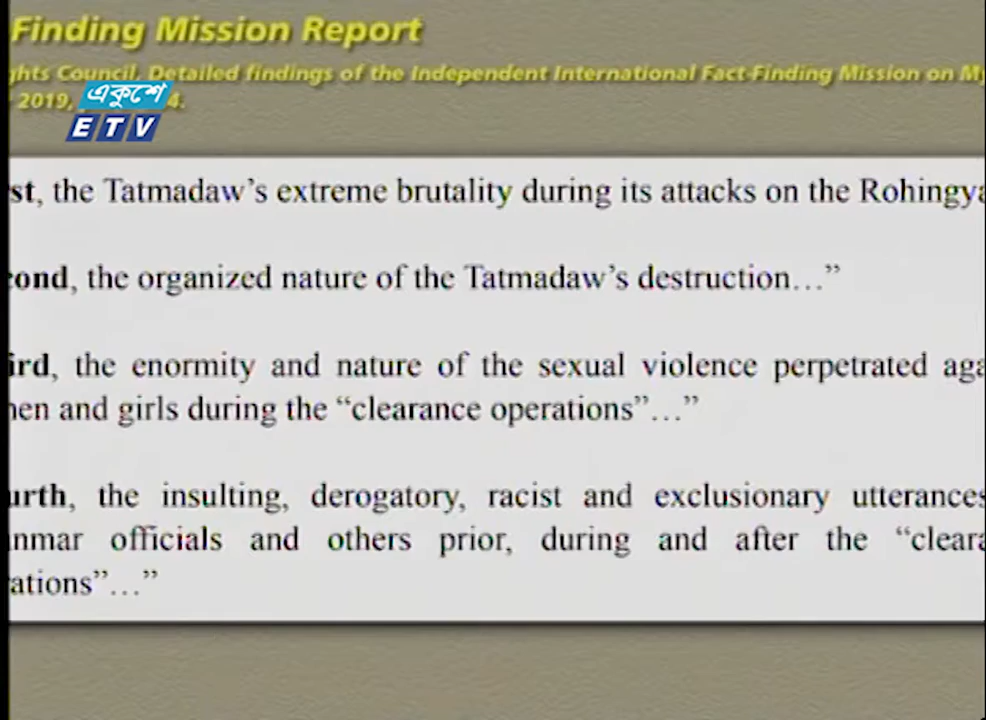 Finding Mission Report
ghts Council, Detailed findings of the Independent International Fact-Finding Mission on My
2019, 4.
একুশে
ETV
st, the Tatmadaw’s extreme brutality during its attacks on the Rohingya
ond, the organized nature of the Tatmadaw’s destruction…”
ird, the enormity and nature of the sexual violence perpetrated aga
men and girls during the “clearance operations”…”
urth, the insulting, derogatory, racist and exclusionary utterances
nmar officials and others prior, during and after the “cleara
ations”…”